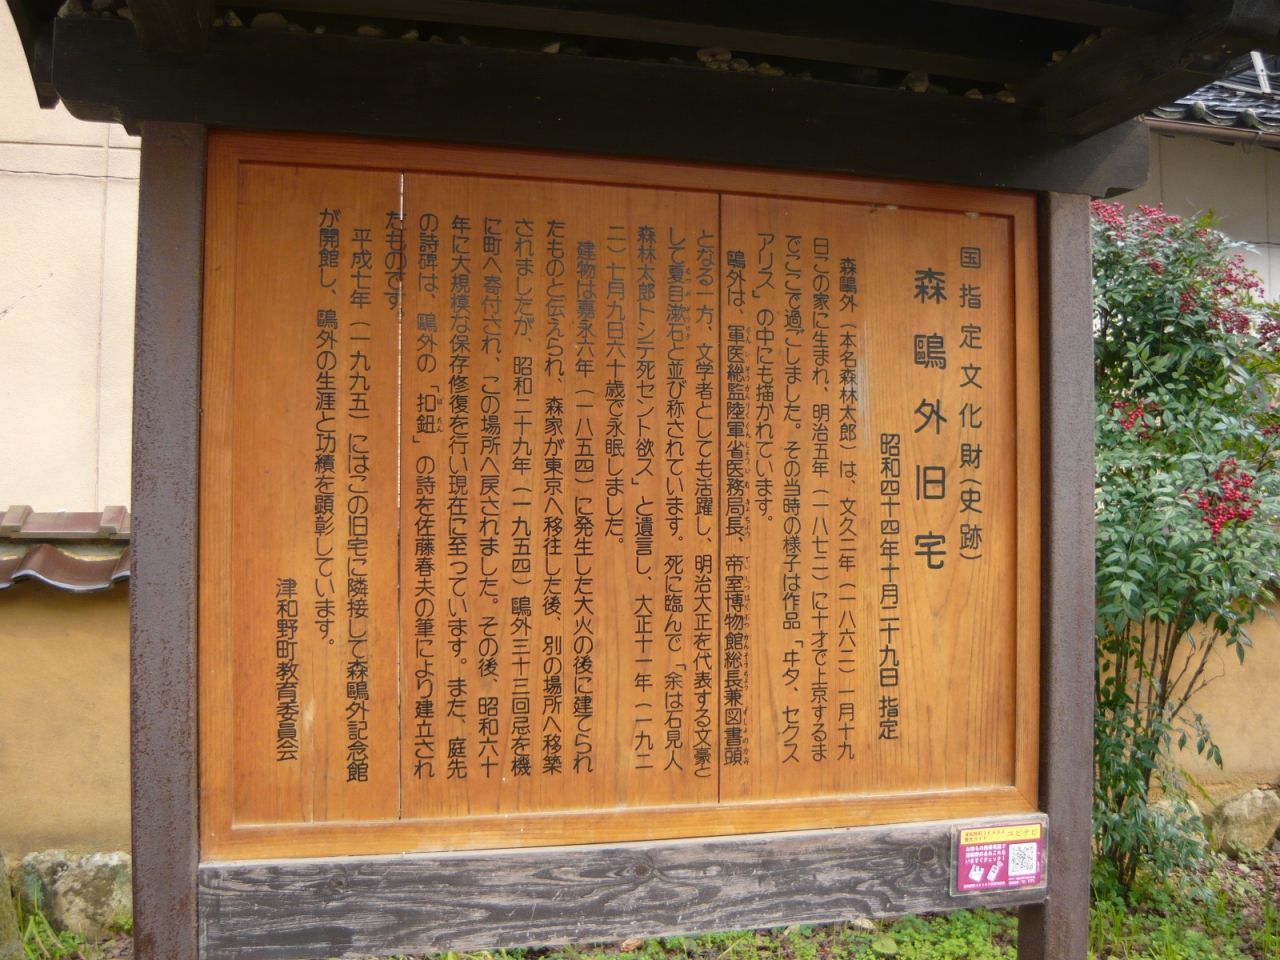 国指定文化財(史跡)
森鷗外旧宅
昭和四十四年十月二十九日 指定
森鷗外(本名森林太郎)は、文久二年(一八六二)一月十九
日この家に生まれ、明治五年(一八七二)に十才で上京するま
でここで過ごしました。その当時の様子は作品「ヰタ、セクス
アリス」の中にも描かれています。
鷗外は、軍医総監陸軍省医務局長、帝室博物館総長兼図書頭
となる一方、文学者としても活躍し、明治大正を代表する文豪と
して夏目漱石と並び称されています。死に臨んで「余は石見人
森林太郎トシテ死セント欲ス」と遺言し、大正十一年(一九二
二)七月九日六十歳で永眠しました。
建物は嘉永六年(一八五四)に発生した大火の後に建てられ
たものと伝えられ、森家が東京へ移住した後、別の場所へ移築
されましたが、昭和二十九年(一九五四)鷗外三十三回忌を機
に町へ寄付され、この場所へ戻されました。その後、昭和六十
年に大規模な保存修復を行い現在に至っています。また、庭先
の詩碑は、鷗外の「扣鈕」の詩を佐藤春夫の筆により建立され
たものです。
平成七年(一九九五)にはこの旧宅に隣接して森鷗外記念館
が開館し、鷗外の生涯と功績を顕彰しています。
津和野町教育委員会
ユビナビ